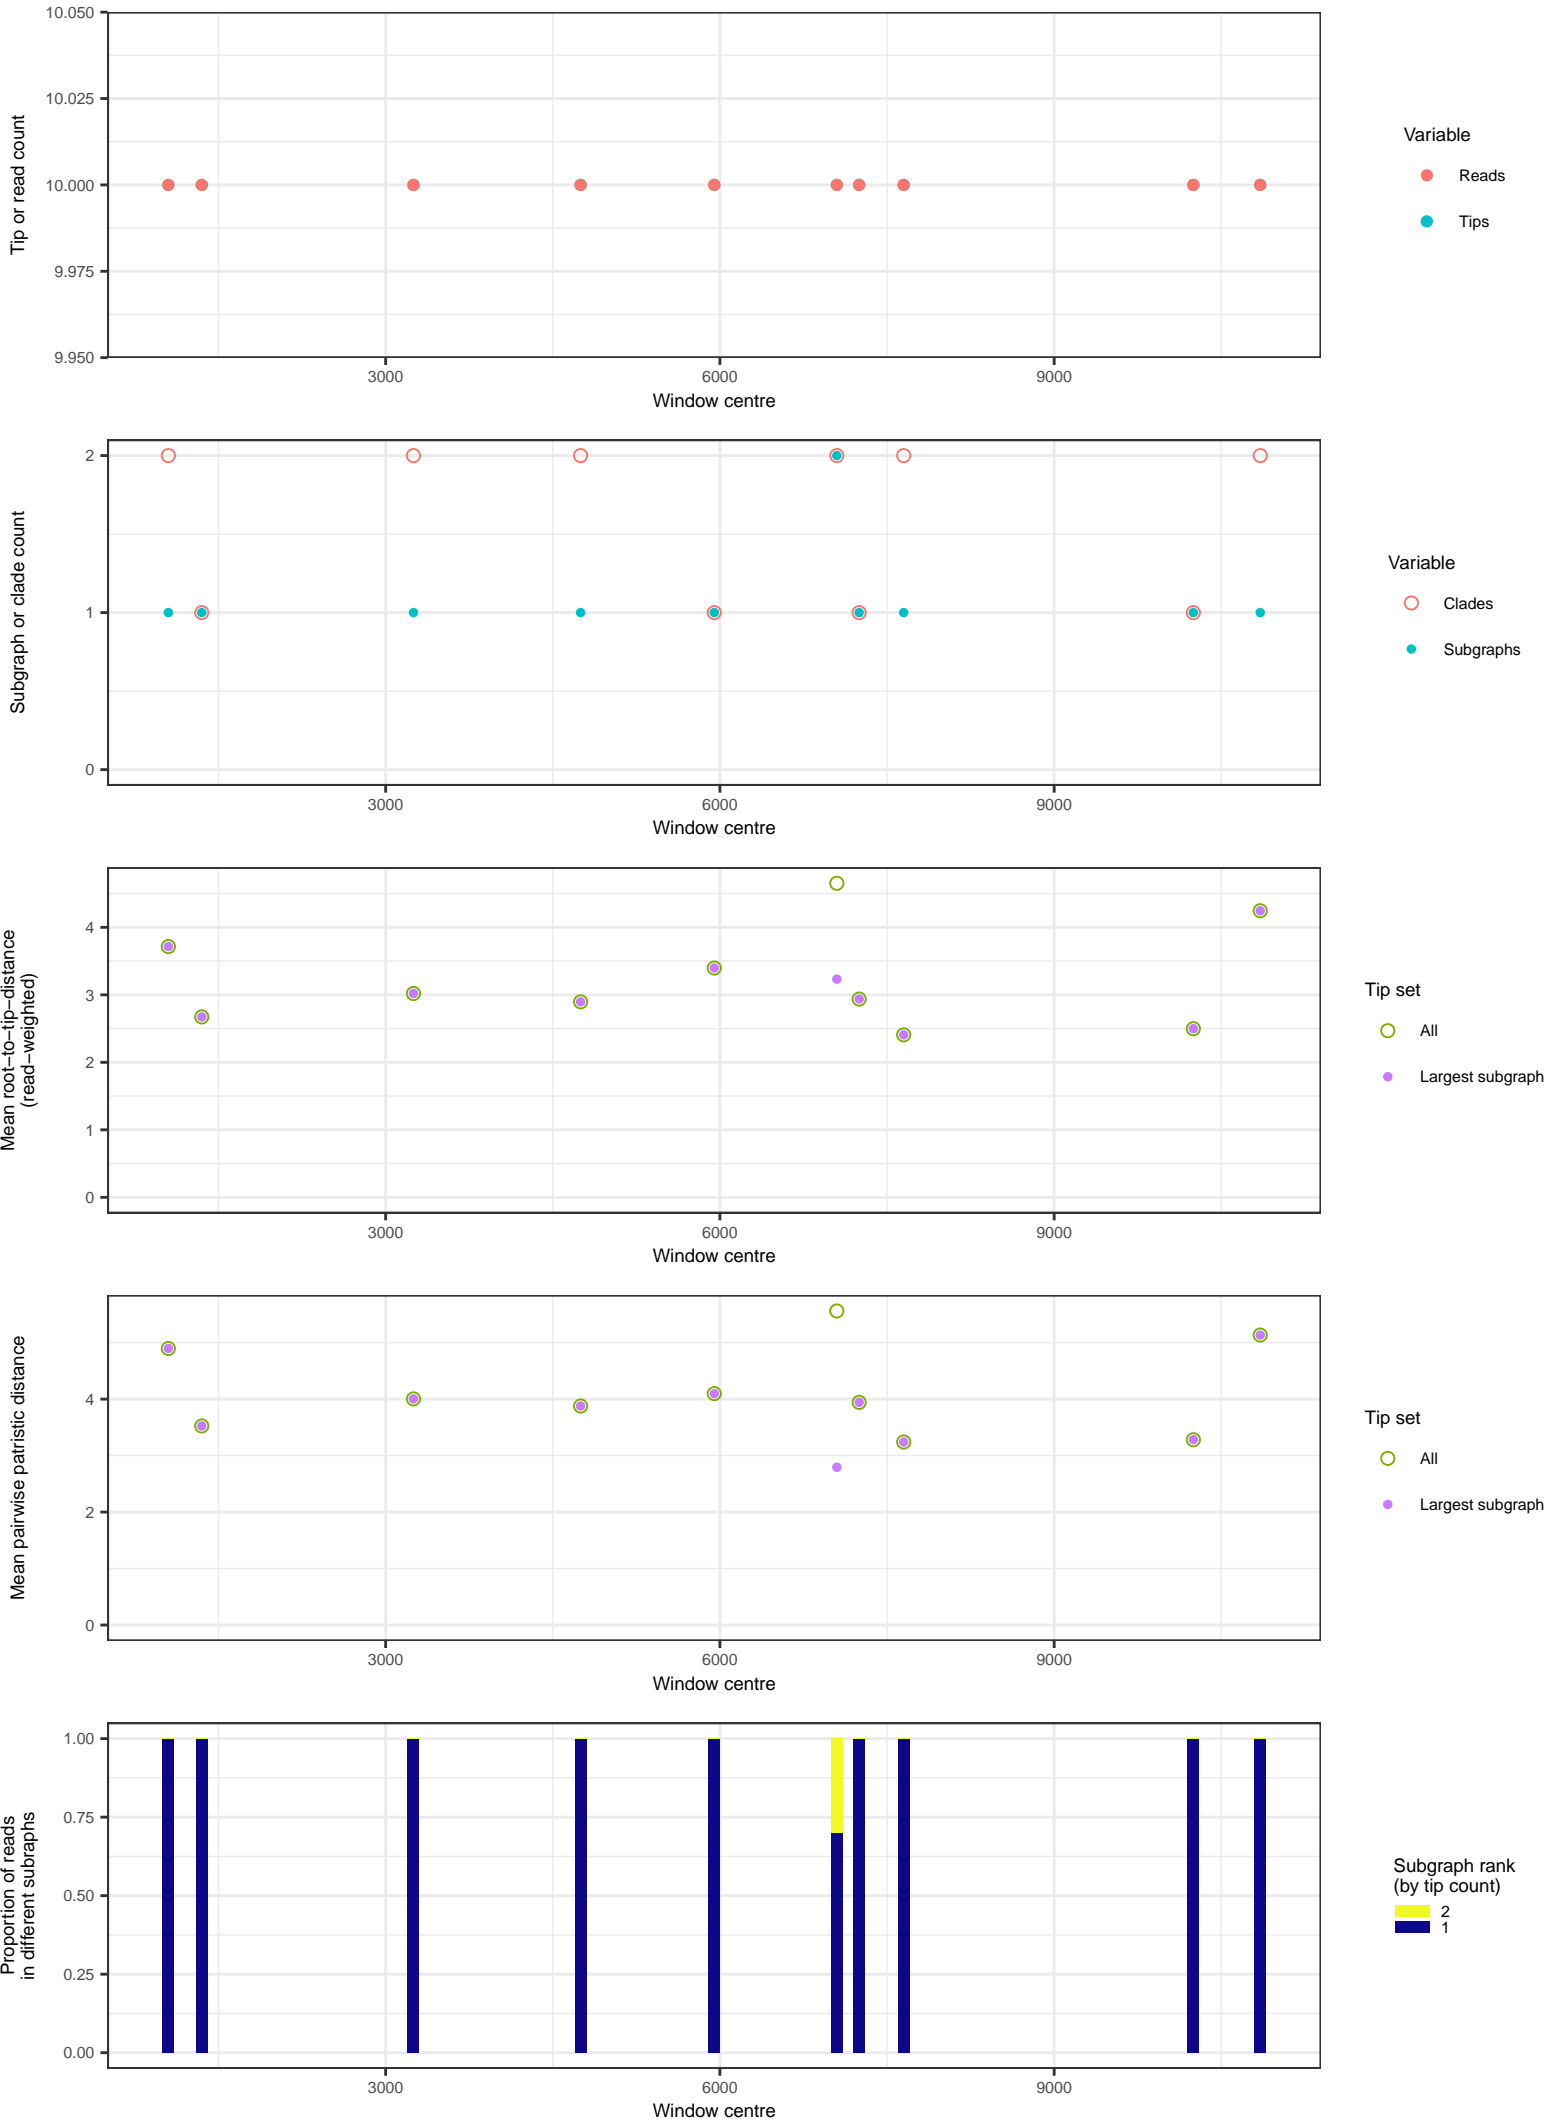 10.050
10.025
10.000
9.975
9.950
Tip or read count
3000
6000
9000
Window centre
Variable
Reads
Tips
2
1
0
Subgraph or clade count
3000
6000
9000
Window centre
Variable
Clades
Subgraphs
4
3
2
1
0
Mean root−to−tip−distance
(read−weighted)
3000
6000
9000
Window centre
Tip set
All
Largest subgraph
4
2
0
Mean pairwise patristic distance
3000
6000
9000
Window centre
Tip set
All
Largest subgraph
1.00
0.75
0.50
0.25
0.00
Proportion of reads
in different subraphs
3000
6000
9000
Window centre
Subgraph rank
(by tip count)
2
1